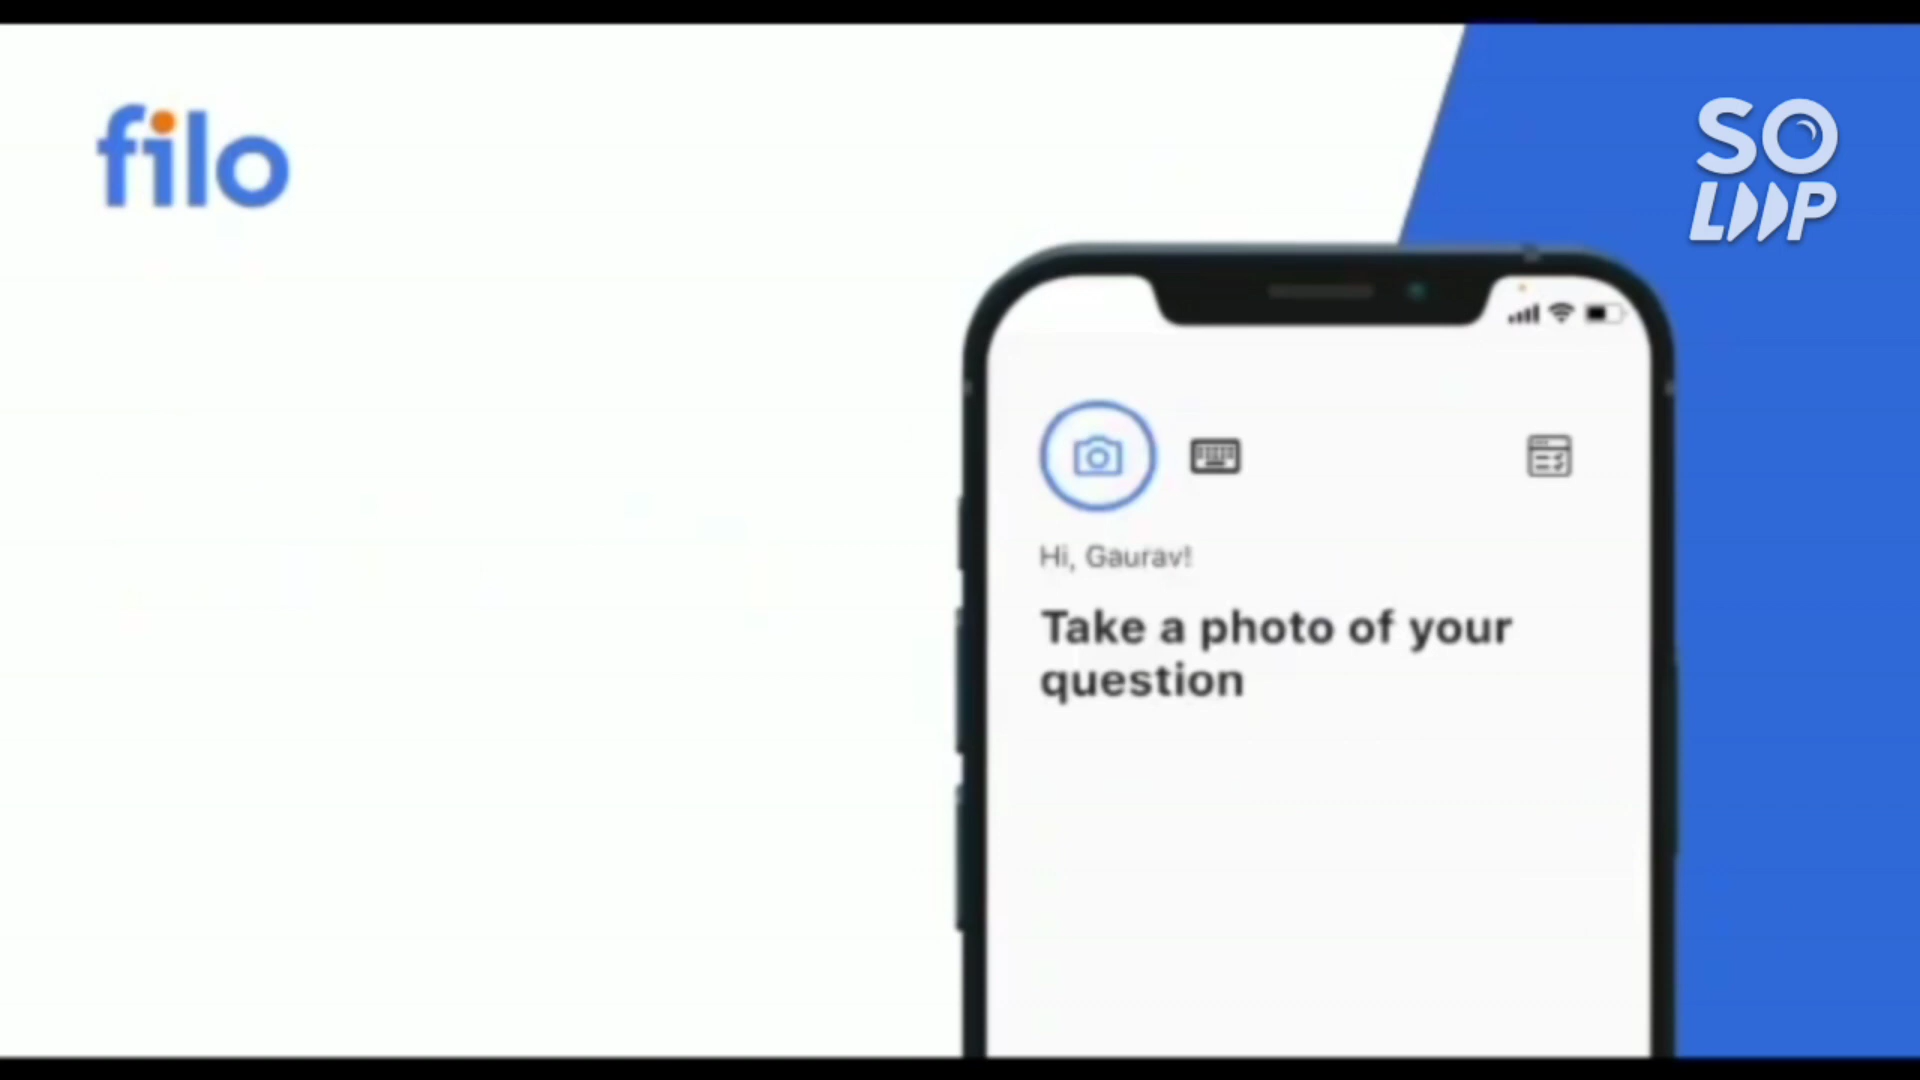 filo
SO
LOOP
Hi, Gaurav!
Take a photo of your
question